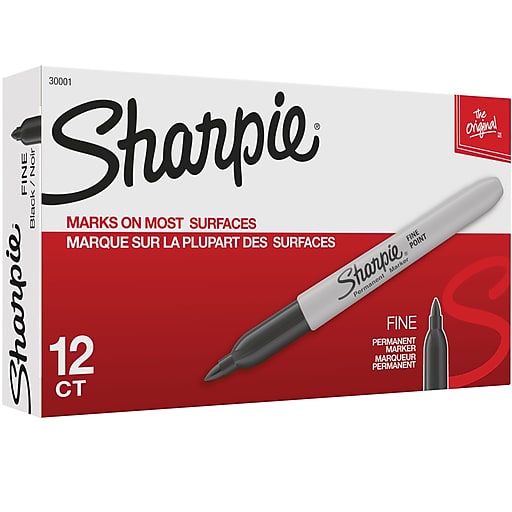 30001
Sharpie®
The Original
MARKS ON MOST SURFACES
MARQUE SUR LA PLUPART DES SURFACES
Sharpie
FINE POINT
Permanent Marker
12
CT
FINE
PERMANENT
MARKER
MARQUEUR
PERMANENT
Sharpie
FINE
Black/Noir